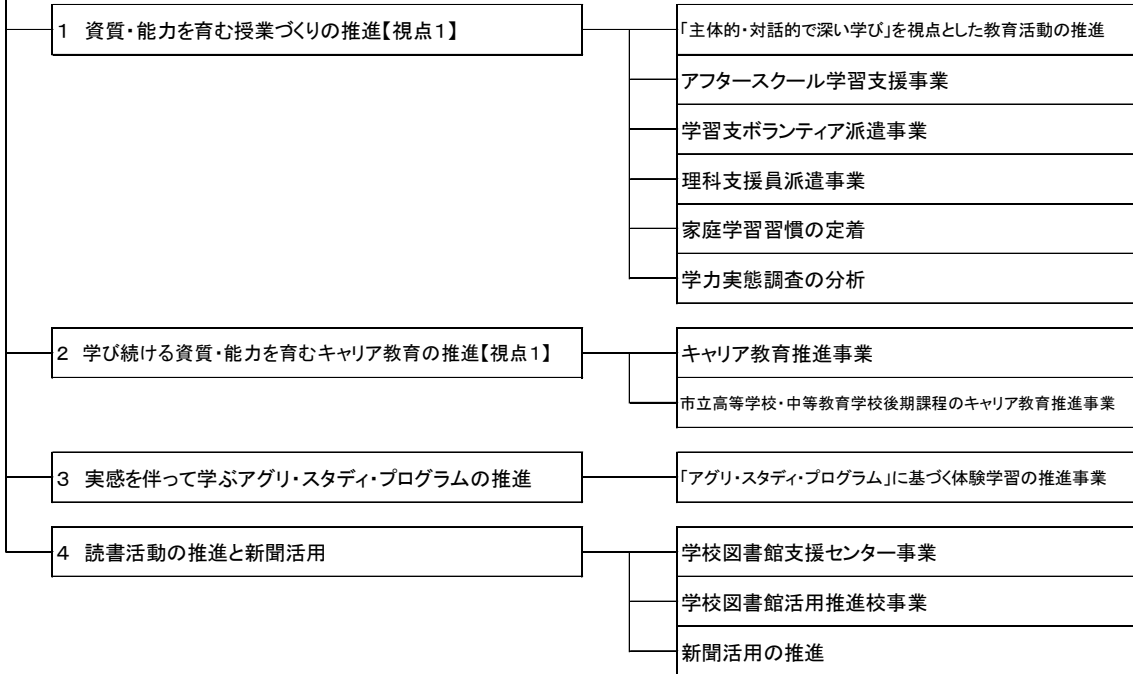 1 資質・能力を育む授業づくりの推進【視点1】
「主体的・対話的で深い学び」を視点とした教育活動の推進
アフタースクール学習支援事業
学習支ボランティア派遣事業
理科支援員派遣事業
家庭学習習慣の定着
学力実態調査の分析
2 学び続ける資質・能力を育むキャリア教育の推進【視点1】
キャリア教育推進事業
市立高等学校・中等教育学校後期課程のキャリア教育推進事業
3 実感を伴って学ぶアグリ・スタディ・プログラムの推進
「アグリ・スタディ・プログラム」に基づく体験学習の推進事業
4 読書活動の推進と新聞活用
学校図書館支援センター事業
学校図書館活用推進校事業
新聞活用の推進